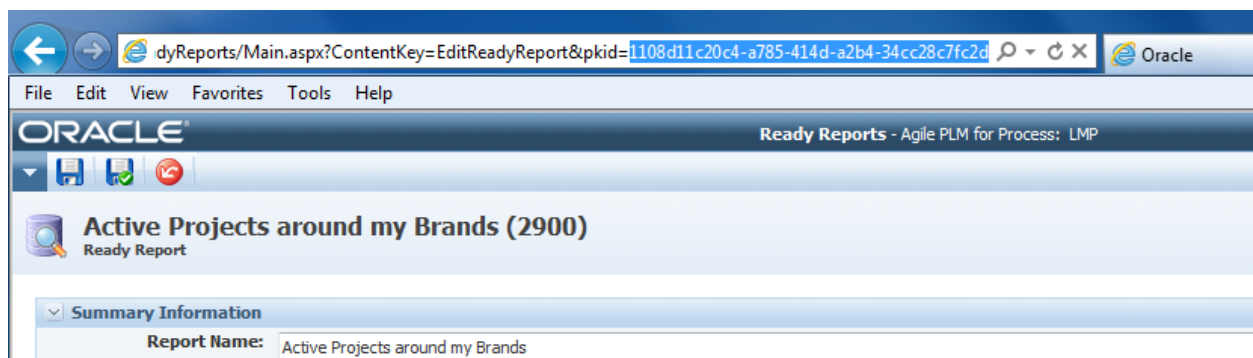 dyReports/Main.aspx?ContentKey=EditReadyReport&pkid=1108d11c20c4-a785-414d-a2b4-34cc28c7fc2d Oracle
File Edit View Favorites Tools Help
ORACLE® Ready Reports - Agile PLM for Process: LMP
Active Projects around my Brands (2900)
Ready Report
Summary Information
Report Name: Active Projects around my Brands